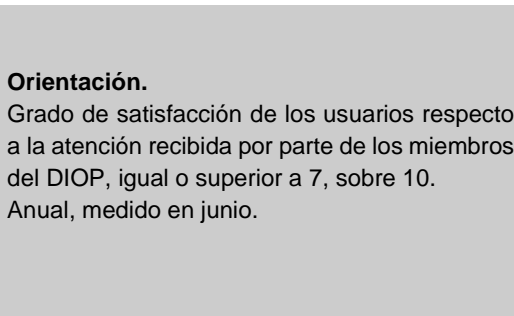 Orientación.
Grado de satisfacción de los usuarios respecto
a la atención recibida por parte de los miembros
del DIOP, igual o superior a 7, sobre 10.
Anual, medido en junio.